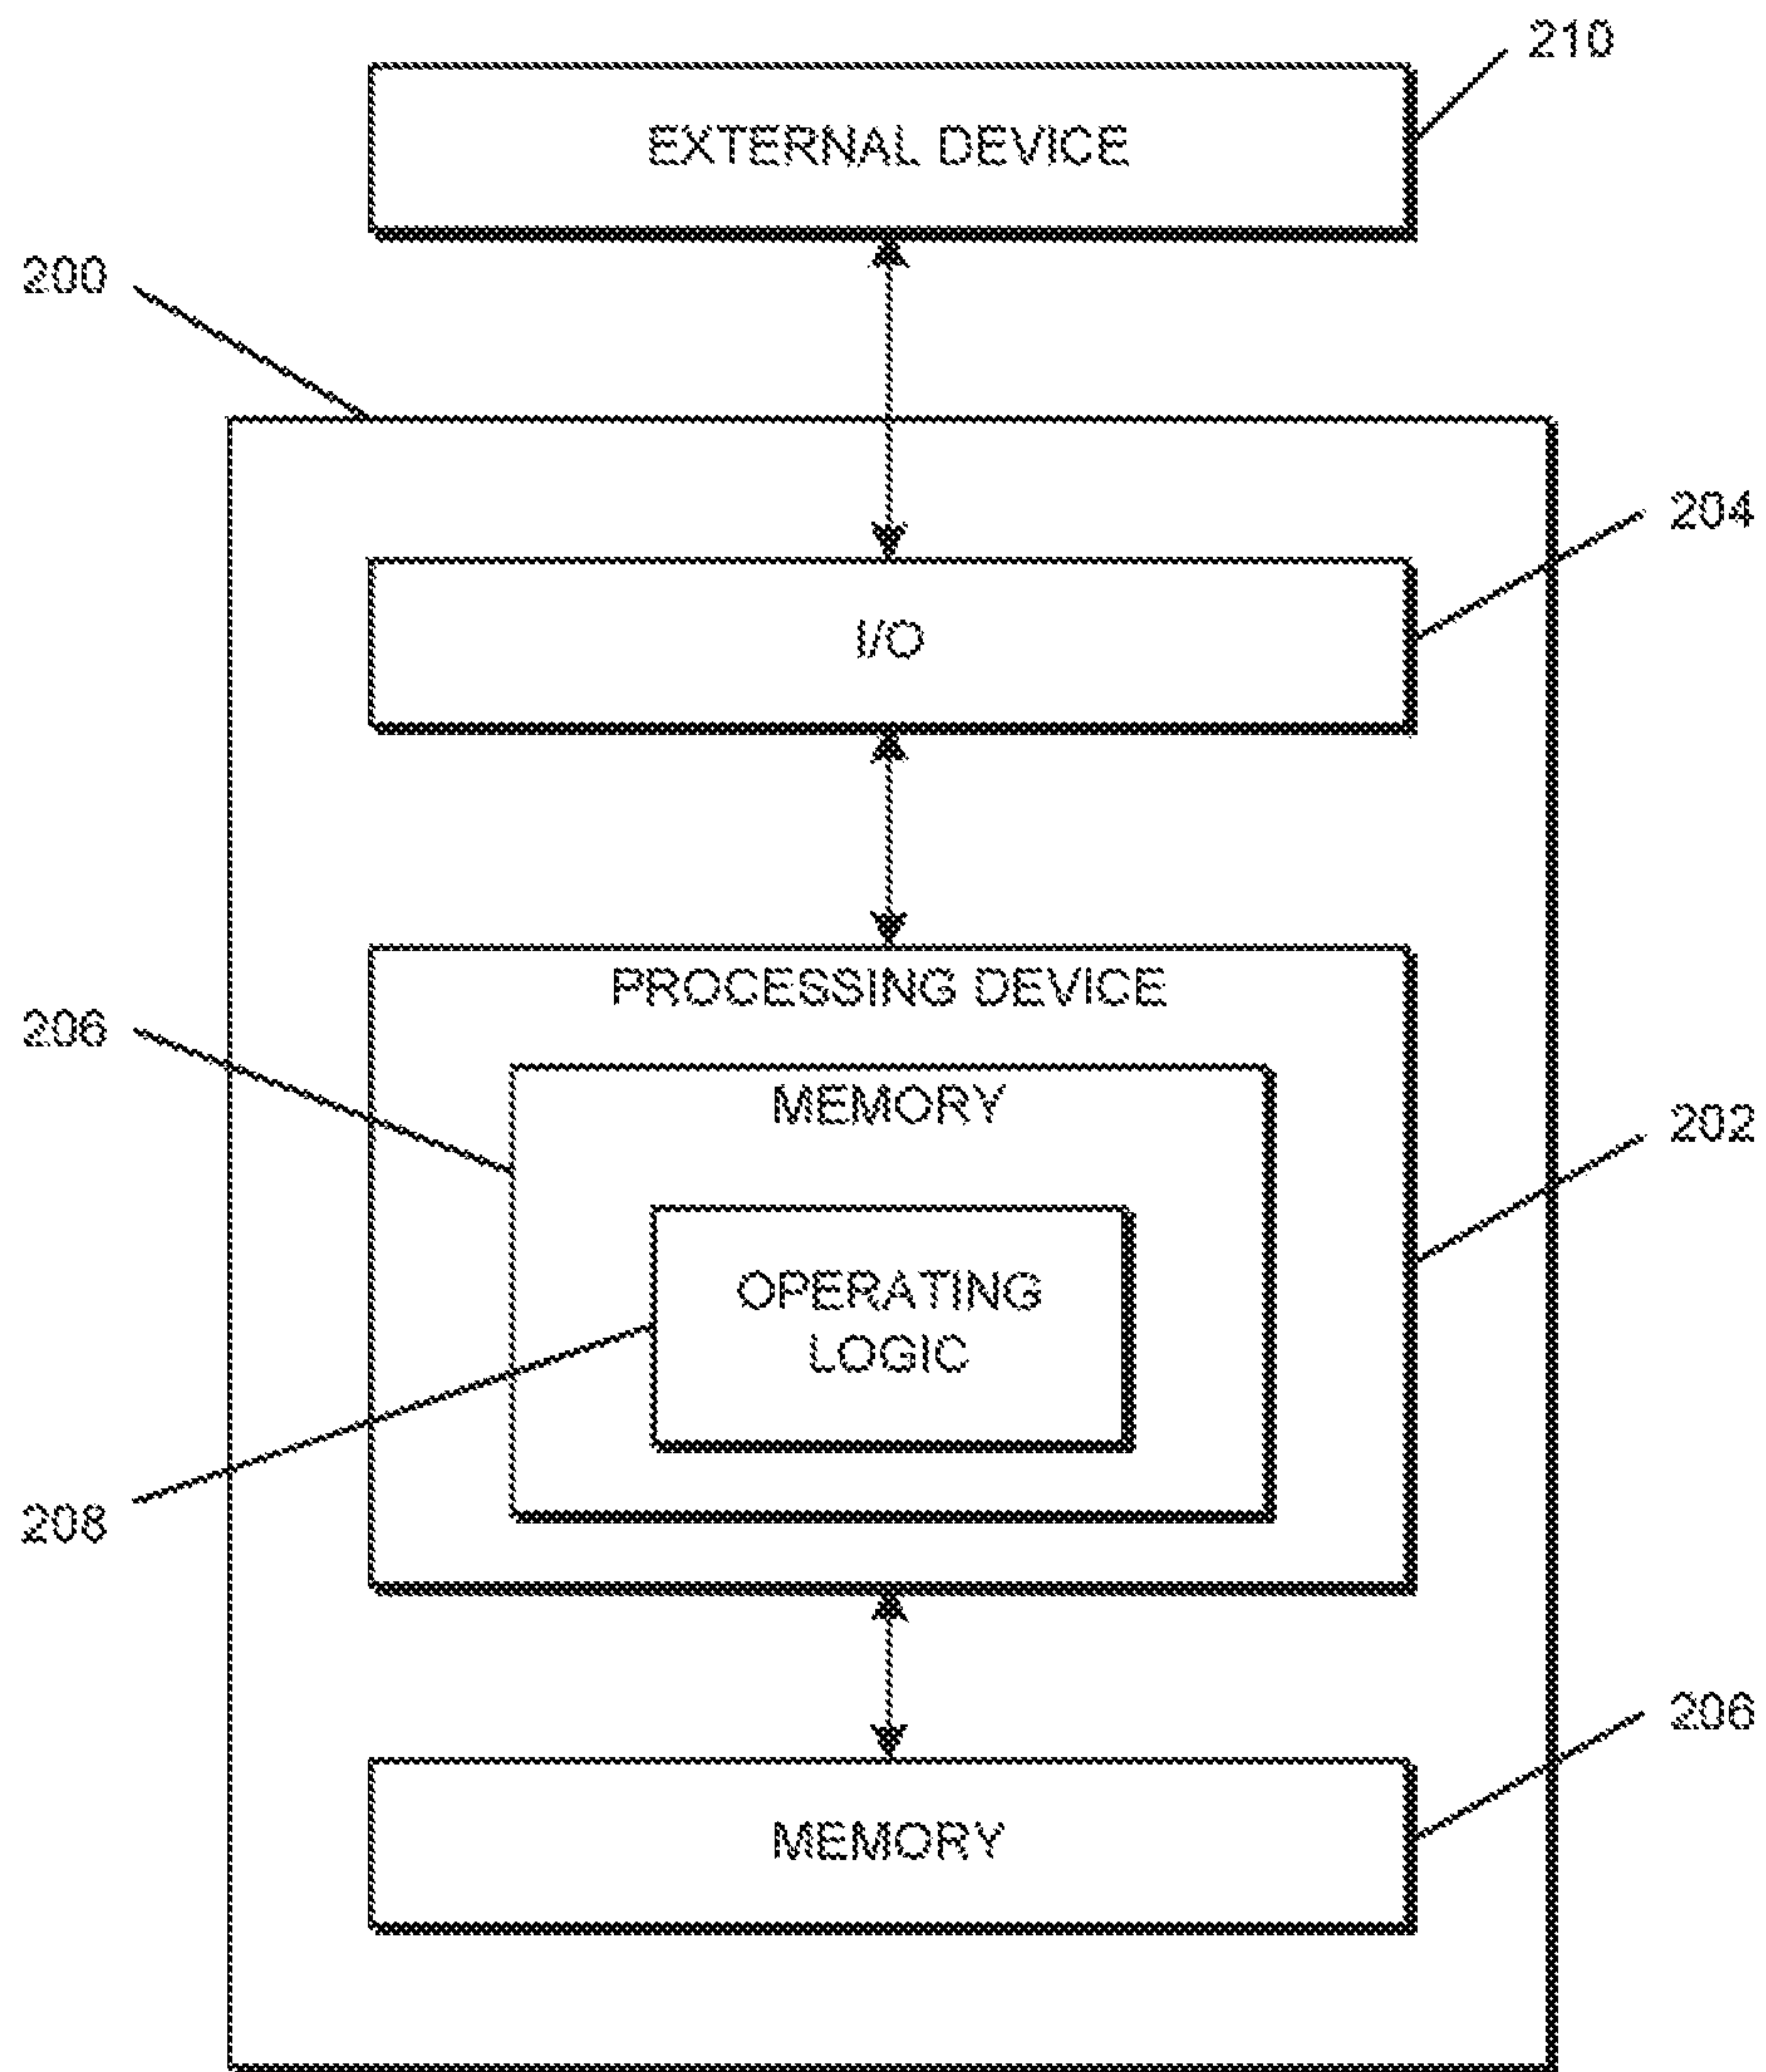 210
EXTERNAL DEVICE
200
204
I/O
PROCESSING DEVICE
206
MEMORY
202
OPERATING
LOGIC
208
206
MEMORY